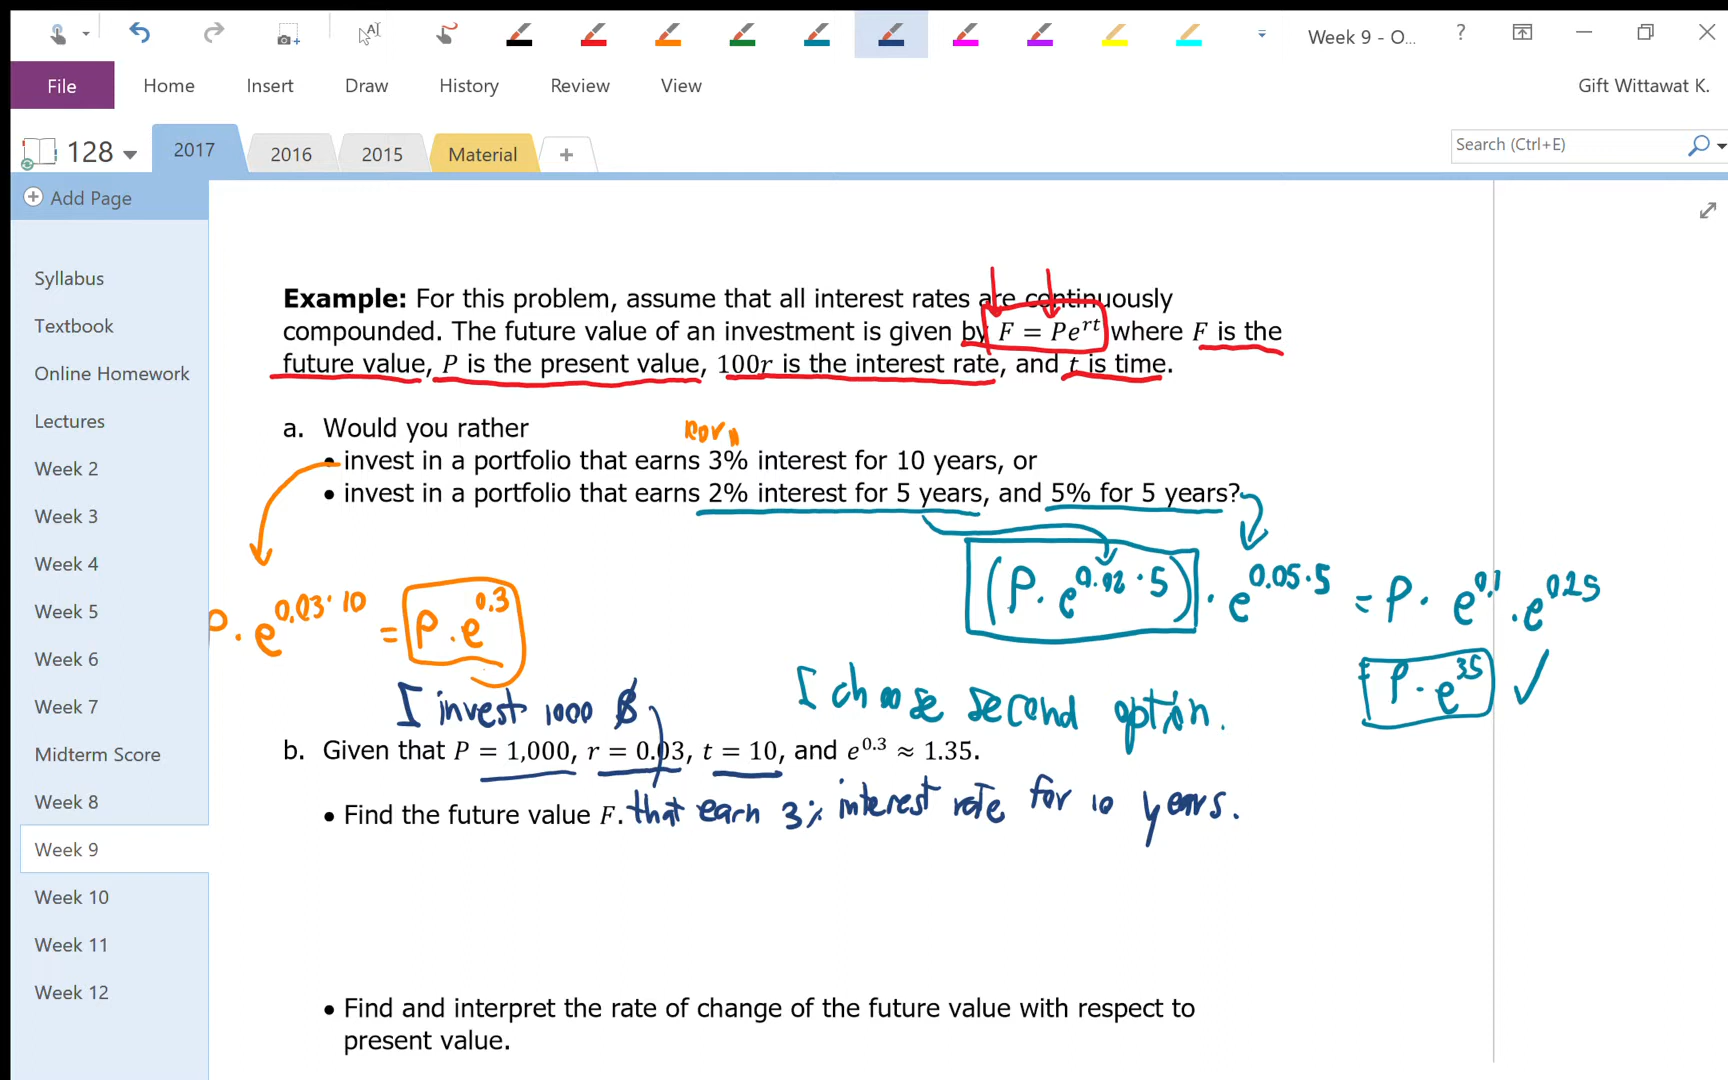 Week 9 - O...
?
File
Home
Insert
Draw
History
Review
View
Gift Wittawat K.
128
2017
2016
2015
Material
+
Search (Ctrl+E)
Add Page
Syllabus
Textbook
Online Homework
Lectures
Week 2
Week 3
Week 4
Week 5
Week 6
Week 7
Midterm Score
Week 8
Week 9
Week 10
Week 11
Week 12
Example: For this problem, assume that all interest rates are continuously
compounded. The future value of an investment is given by F = Pe^{rt} where F is the
future value, P is the present value, 100r is the interest rate, and t is time.
a. Would you rather
earn
• invest in a portfolio that earns 3% interest for 10 years, or
• invest in a portfolio that earns 2% interest for 5 years, and 5% for 5 years?
P · e^{0.03 · 10} = P · e^{0.3}
(P · e^{0.02 · 5}) · e^{0.05 · 5} = P · e^{0.1} · e^{0.25}
P · e^{35} ✓
I choose second option.
I invest 1000 $
b. Given that P = 1,000, r = 0.03, t = 10, and e^{0.3} ≈ 1.35.
• Find the future value F. that earn 3% interest rate for 10 years.
• Find and interpret the rate of change of the future value with respect to
present value.